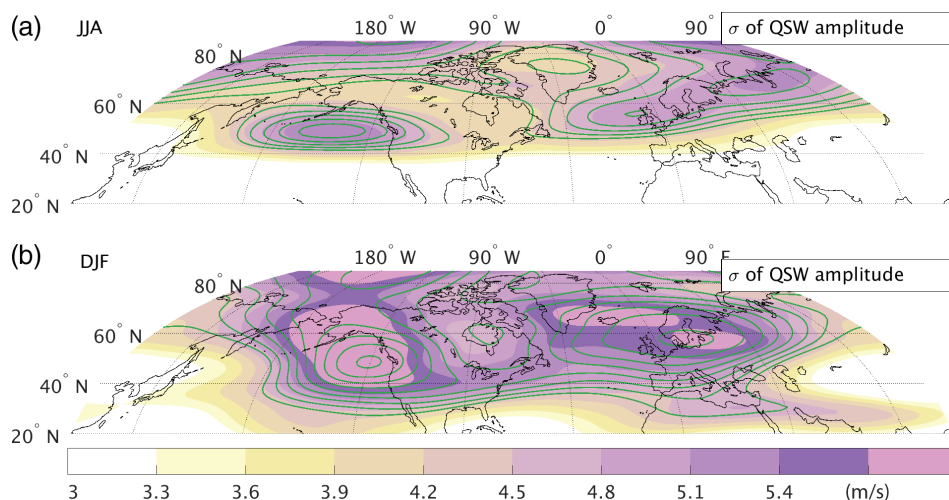 (a) JJA 180° W 90° W 0° 90° σ of QSW amplitude
80° N
60° N
40° N
20° N
(b) DJF 180° W 90° W 0° 90° E σ of QSW amplitude
80° N
60° N
40° N
20° N
3 3.3 3.6 3.9 4.2 4.5 4.8 5.1 5.4 (m/s)